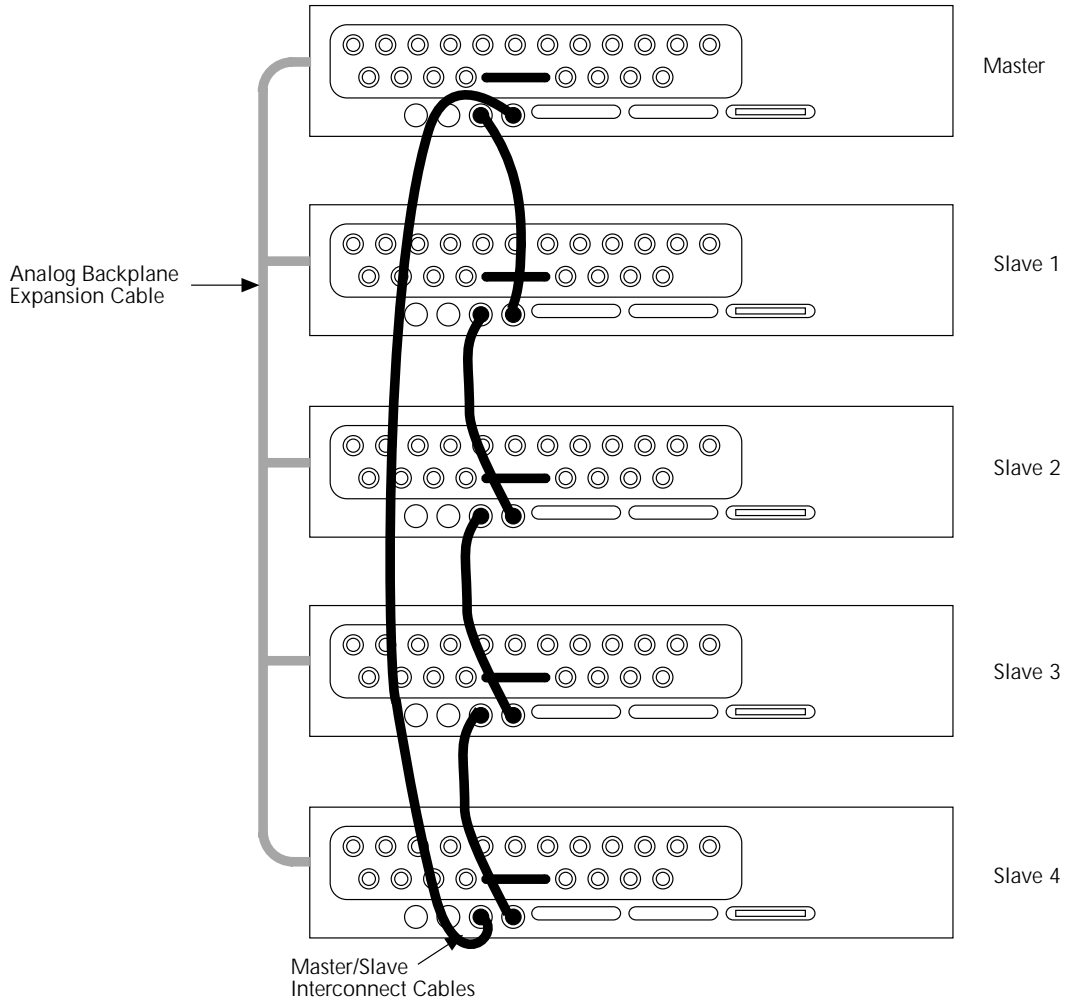 Master
Slave 1
Analog Backplane
Expansion Cable
Slave 2
Slave 3
Slave 4
Master/Slave
Interconnect Cables